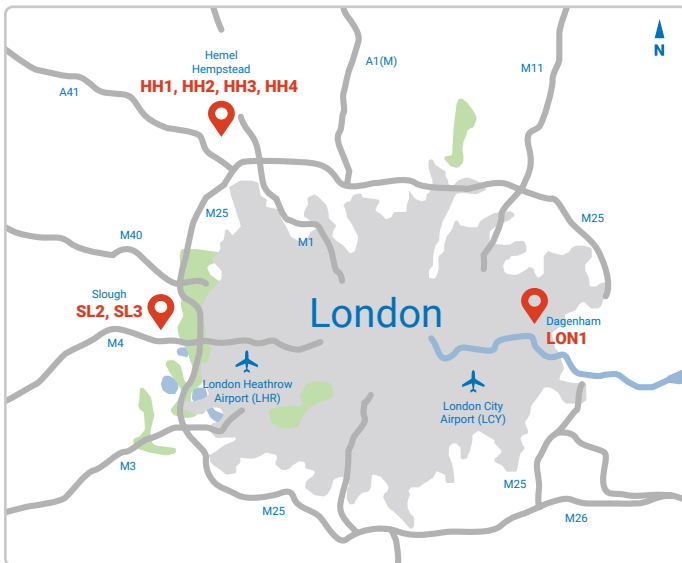 N
A1(M)
M11
Hemel
Hempstead
HH1, HH2, HH3, HH4
A41
M25
M25
M40
M1
Slough
SL2, SL3
London
Dagenham
LON1
M4
London Heathrow
Airport (LHR)
London City
Airport (LCY)
M3
M25
M25
M26